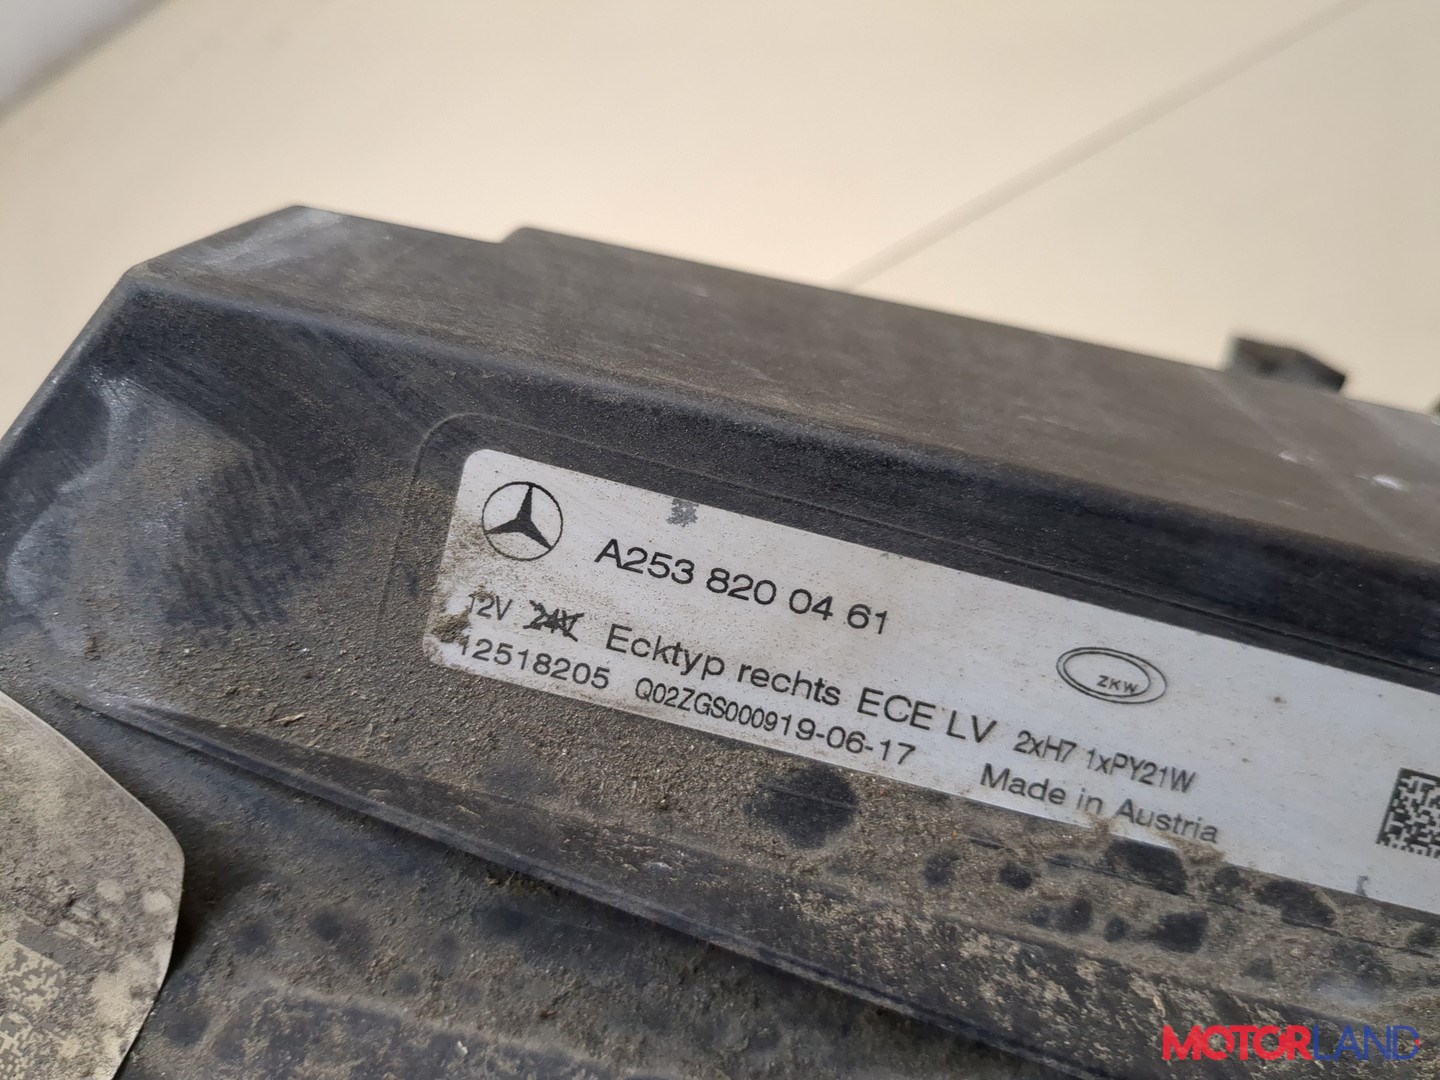 A253 820 04 61
12V 24V Ecktyp rechts ECE LV 2xH7 1xPY21W
12518205 Q02ZGS000919-06-17 Made in Austria
ZKW
MOTORLAND